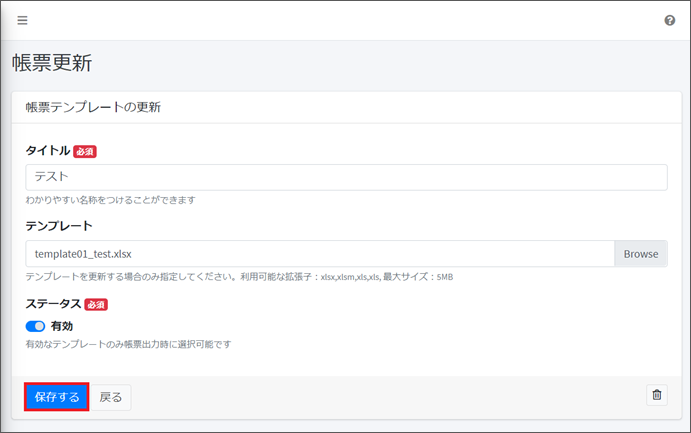 帳票更新
帳票テンプレートの更新
タイトル 必須
テスト
わかりやすい名称をつけることができます
テンプレート
template01_test.xlsx Browse
テンプレートを更新する場合のみ指定してください。利用可能な拡張子：xlsx,xlsm,xls,xls, 最大サイズ：5MB
ステータス 必須
有効
有効なテンプレートのみ帳票出力時に選択可能です
保存する 戻る